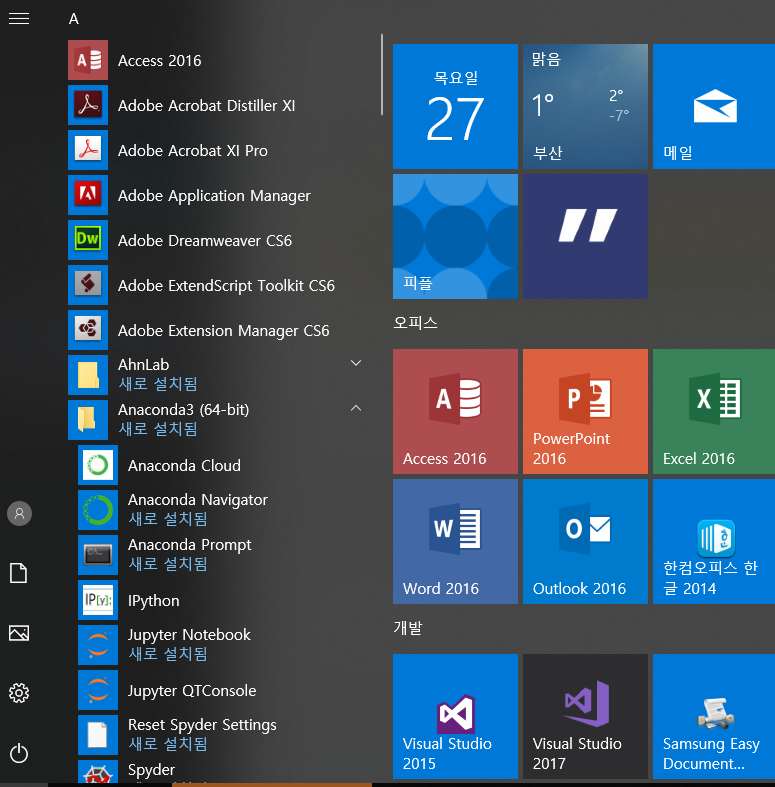 A
Access 2016
Adobe Acrobat Distiller XI
Adobe Acrobat XI Pro
Adobe Application Manager
Adobe Dreamweaver CS6
Adobe ExtendScript Toolkit CS6
Adobe Extension Manager CS6
AhnLab
새로 설치됨
Anaconda3 (64-bit)
새로 설치됨
Anaconda Cloud
Anaconda Navigator
새로 설치됨
Anaconda Prompt
새로 설치됨
IPython
Jupyter Notebook
새로 설치됨
Jupyter QTConsole
Reset Spyder Settings
새로 설치됨
Spyder
목요일
27
맑음
1°
2°
-7°
부산
메일
피플
오피스
Access 2016
PowerPoint
2016
Excel 2016
Word 2016
Outlook 2016
한컴오피스 한
글 2014
개발
Visual Studio
2015
Visual Studio
2017
Samsung Easy
Document...